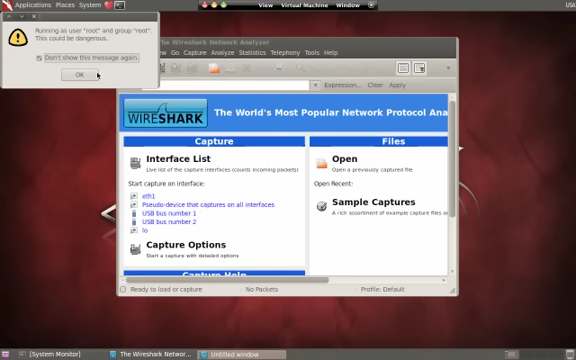 Applications Places System
View Virtual Machine Window
USA
Running as user "root" and group "root".
This could be dangerous.
Don't show this message again.
OK
The Wireshark Network Analyzer
Go Capture Analyze Statistics Telephony Tools Help
Expression... Clear Apply
WIRESHARK
The World's Most Popular Network Protocol Ana
Capture
Interface List
Live list of the capture interfaces (counts incoming packets)
Start capture on interface:
eth1
Pseudo-device that captures on all interfaces
USB bus number 1
USB bus number 2
lo
Capture Options
Start a capture with detailed options
Capture Help
Files
Open
Open a previously captured file
Open Recent:
Sample Captures
A rich assortment of example capture files o
Ready to load or capture
No Packets
Profile: Default
[System Monitor]
The Wireshark Networ...
Untitled window